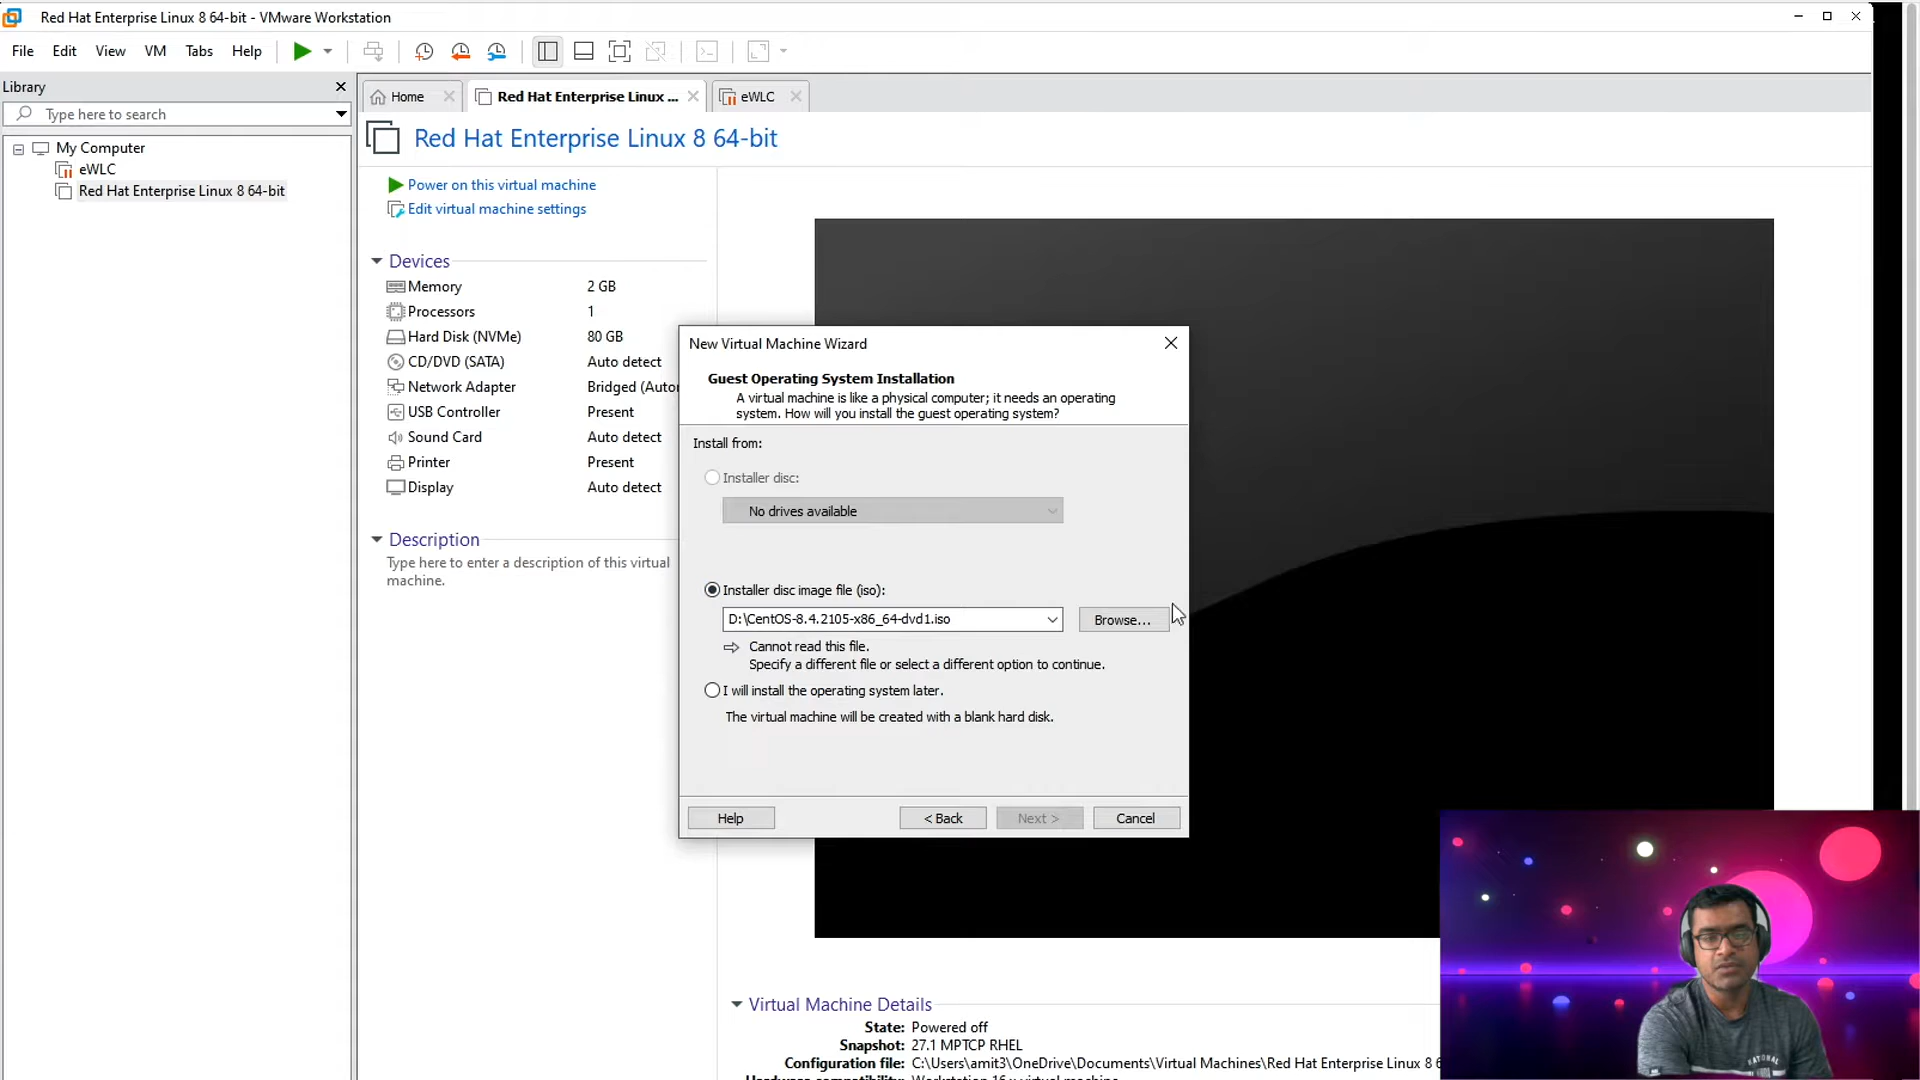 Red Hat Enterprise Linux 8 64-bit - VMware Workstation
File Edit View VM Tabs Help
Library
Type here to search
My Computer
eWLC
Red Hat Enterprise Linux 8 64-bit
Home
Red Hat Enterprise Linux ...
eWLC
Red Hat Enterprise Linux 8 64-bit
Power on this virtual machine
Edit virtual machine settings
Devices
Memory 2 GB
Processors 1
Hard Disk (NVMe) 80 GB
CD/DVD (SATA) Auto detect
Network Adapter Bridged (Auto
USB Controller Present
Sound Card Auto detect
Printer Present
Display Auto detect
Description
Type here to enter a description of this virtual
machine.
New Virtual Machine Wizard
Guest Operating System Installation
A virtual machine is like a physical computer; it needs an operating
system. How will you install the guest operating system?
Install from:
Installer disc:
No drives available
Installer disc image file (iso):
D:\CentOS-8.4.2105-x86_64-dvd1.iso
Browse...
Cannot read this file.
Specify a different file or select a different option to continue.
I will install the operating system later.
The virtual machine will be created with a blank hard disk.
Help < Back Next > Cancel
Virtual Machine Details
State: Powered off
Snapshot: 27.1 MPTCP RHEL
Configuration file: C:\Users\amit3\OneDrive\Documents\Virtual Machines\Red Hat Enterprise Linux 8 6
NATIONAL